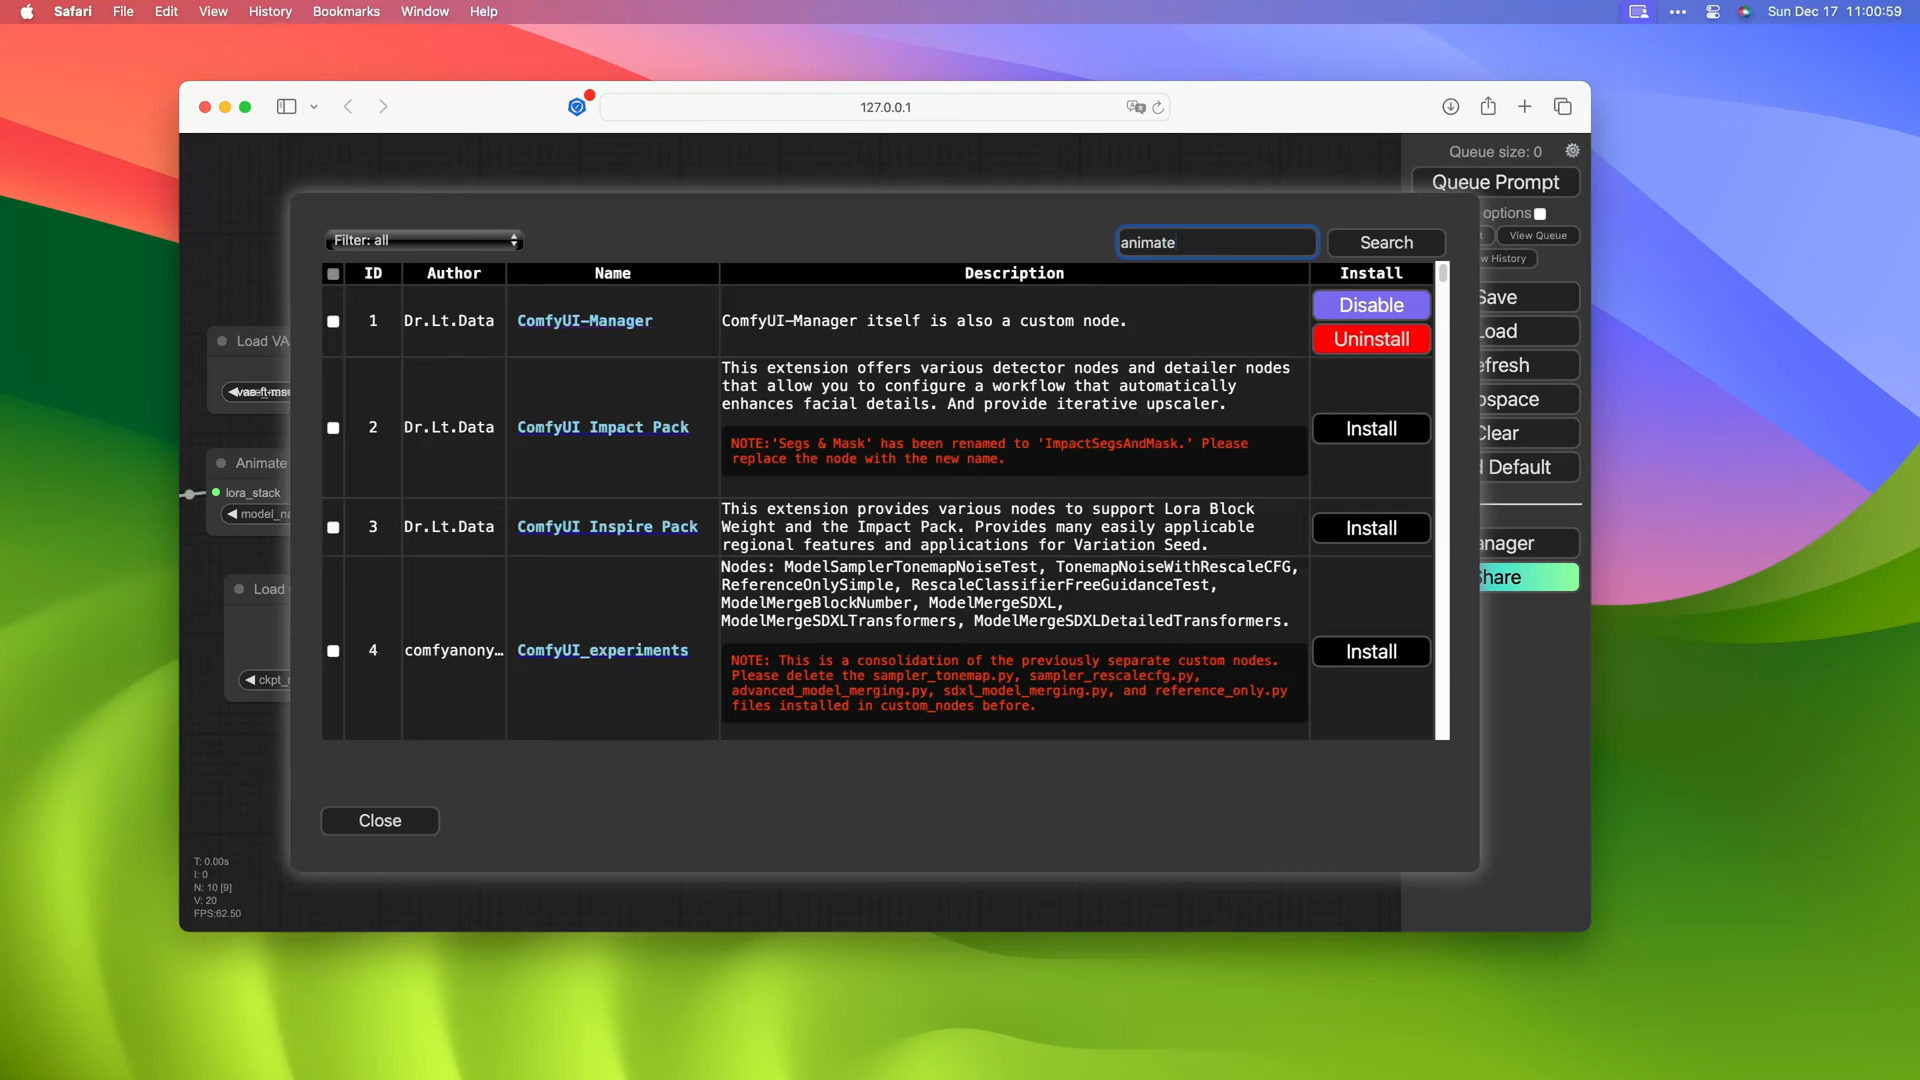 Safari File Edit View History Bookmarks Window Help
Sun Dec 17 11:00:59
127.0.0.1
Queue size: 0
Queue Prompt
options
View Queue
w History
Save
Load
efresh
ospace
Clear
d Default
anager
Share
Load VA
vae-ft-mse
Animate
lora_stack
model_na
Load
ckpt_n
T: 0.00s
I: 0
N: 10 [9]
V: 20
FPS:62.50
Filter: all
animate
Search
ID Author Name Description Install
1 Dr.Lt.Data ComfyUI-Manager ComfyUI-Manager itself is also a custom node.
Disable
Uninstall
2 Dr.Lt.Data ComfyUI Impact Pack
This extension offers various detector nodes and detailer nodes
that allow you to configure a workflow that automatically
enhances facial details. And provide iterative upscaler.
NOTE:'Segs & Mask' has been renamed to 'ImpactSegsAndMask.' Please
replace the node with the new name.
Install
3 Dr.Lt.Data ComfyUI Inspire Pack
This extension provides various nodes to support Lora Block
Weight and the Impact Pack. Provides many easily applicable
regional features and applications for Variation Seed.
Install
4 comfyanony… ComfyUI_experiments
Nodes: ModelSamplerTonemapNoiseTest, TonemapNoiseWithRescaleCFG,
ReferenceOnlySimple, RescaleClassifierFreeGuidanceTest,
ModelMergeBlockNumber, ModelMergeSDXL,
ModelMergeSDXLTransformers, ModelMergeSDXLDetailedTransformers.
NOTE: This is a consolidation of the previously separate custom nodes.
Please delete the sampler_tonemap.py, sampler_rescalecfg.py,
advanced_model_merging.py, sdxl_model_merging.py, and reference_only.py
files installed in custom_nodes before.
Install
Close